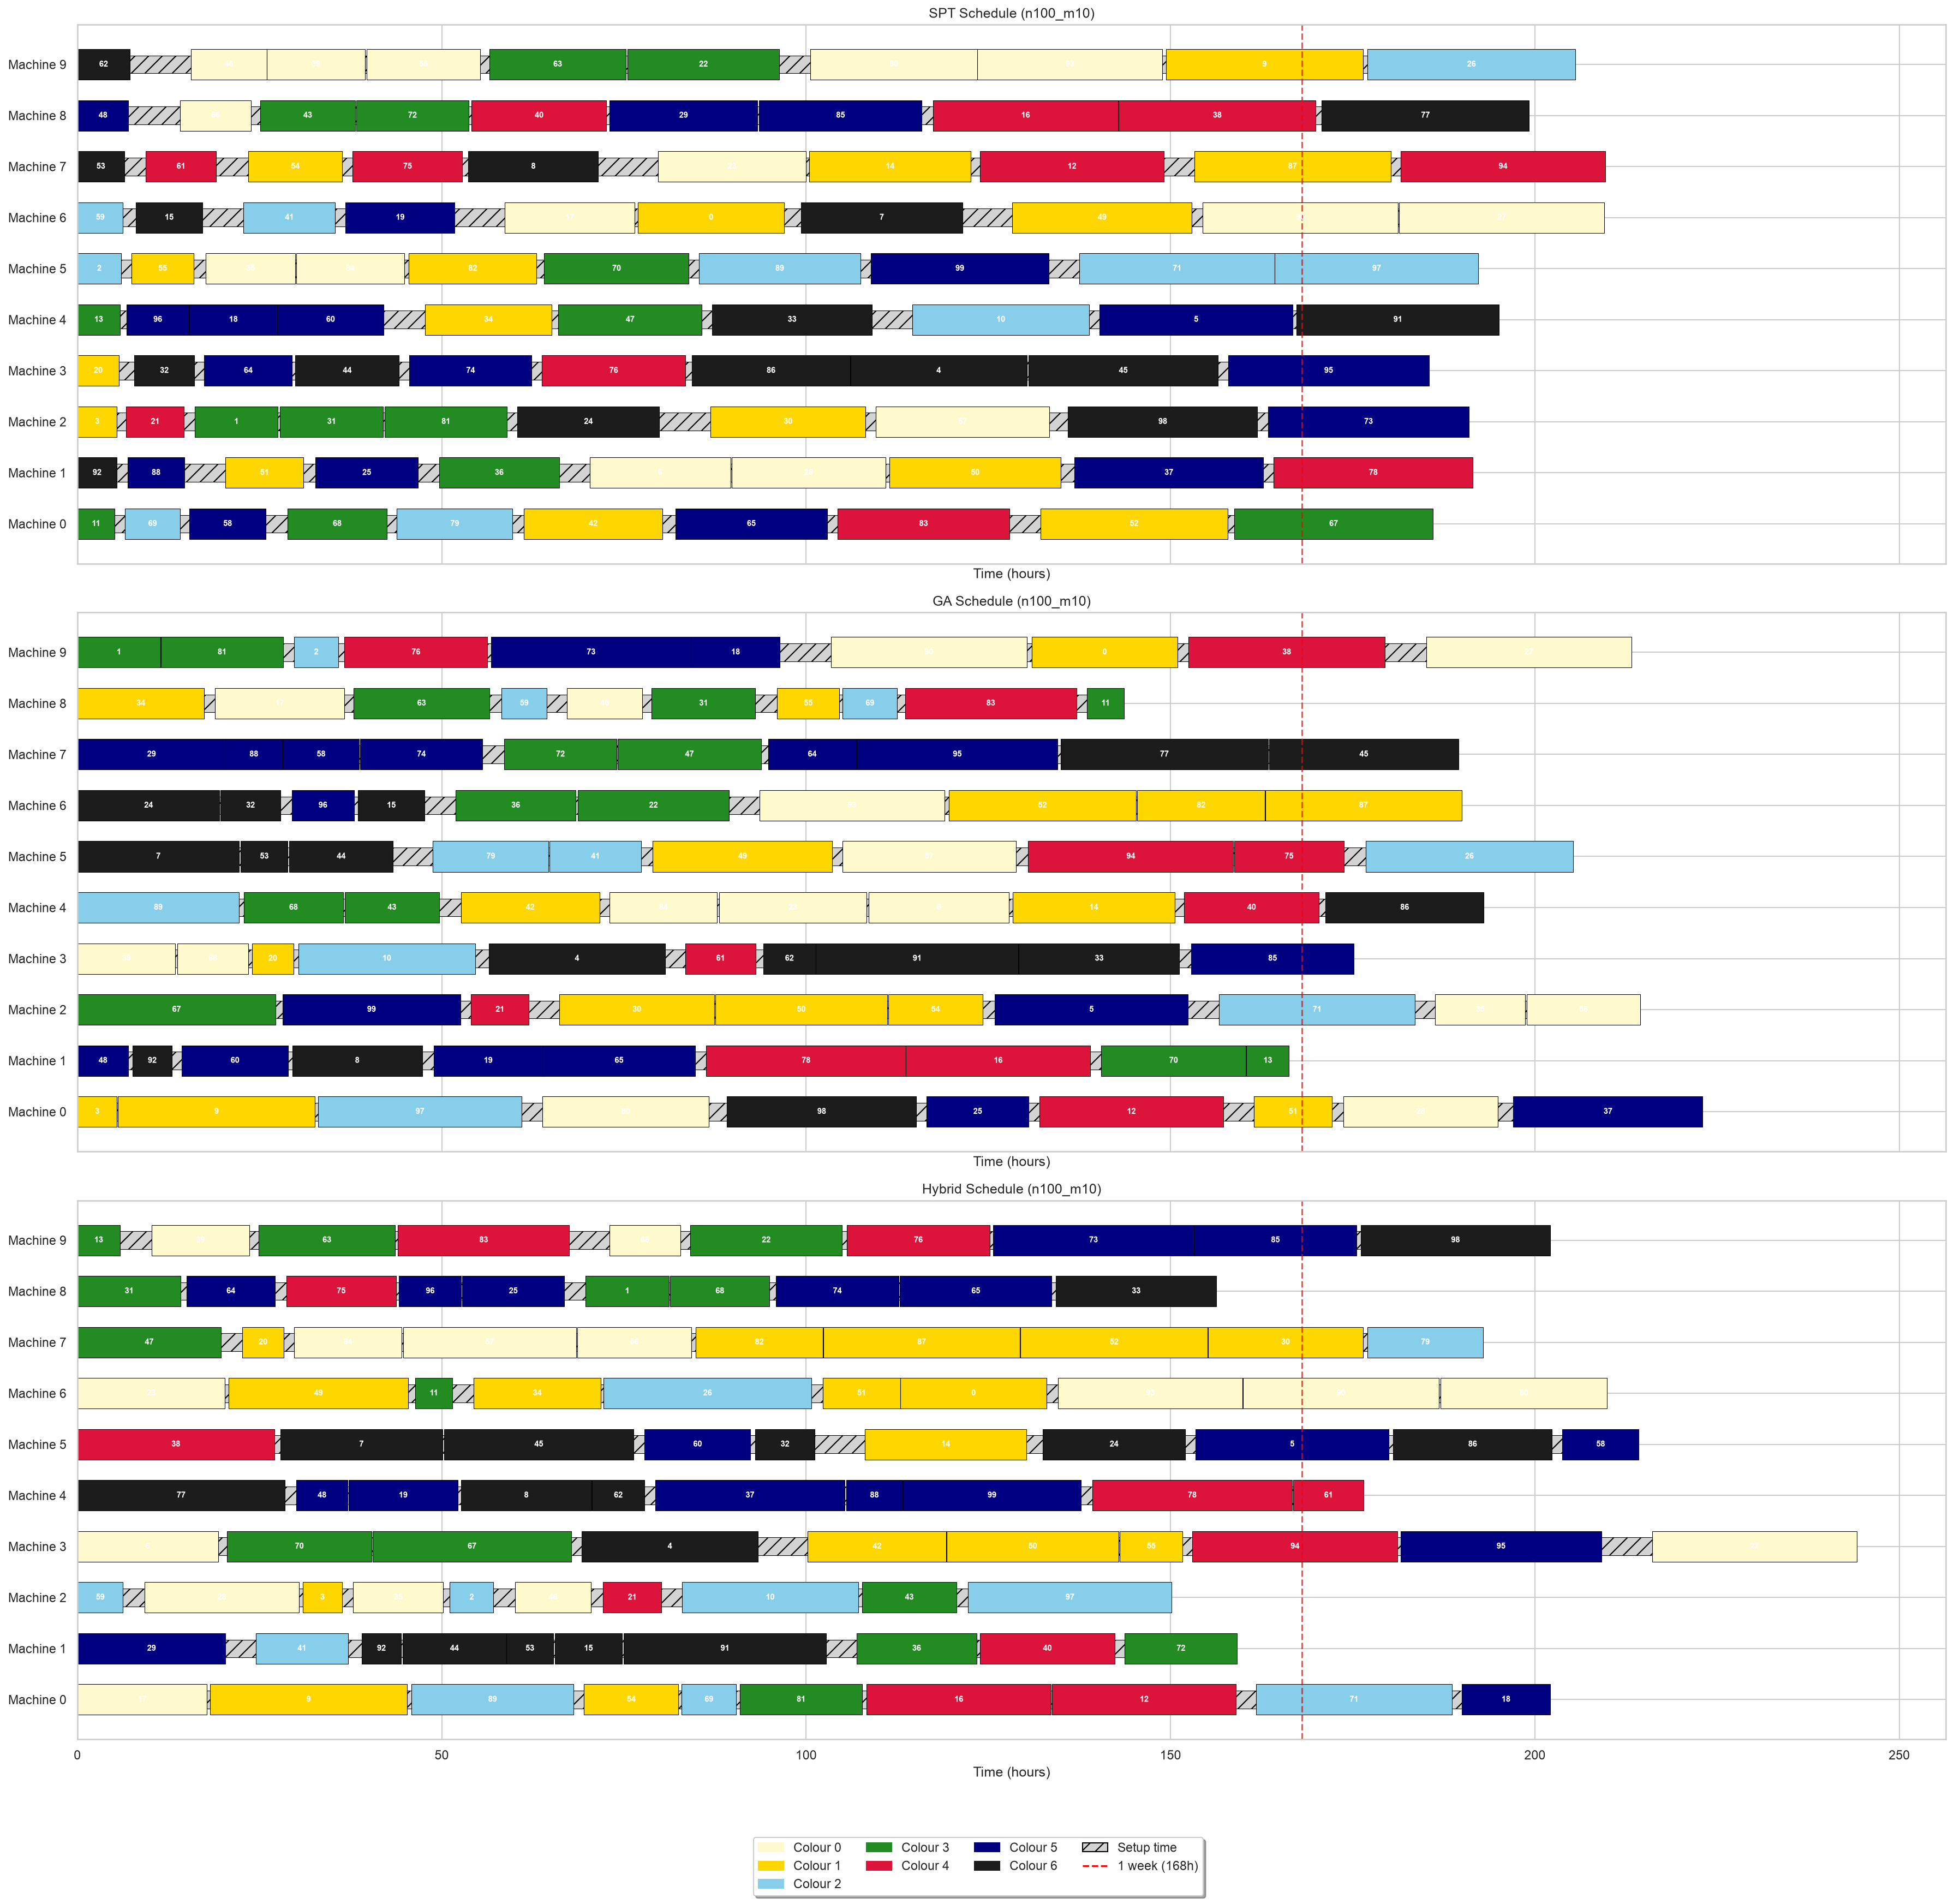 SPT Schedule (n100_m10)
Machine 9 62 63 22 9 26
Machine 8 48 43 72 40 29 85 16 38 77
Machine 7 53 61 54 75 8 14 12 87 94
Machine 6 59 15 41 19 0 7 49
Machine 5 2 55 82 70 89 99 71 97
Machine 4 13 96 18 60 34 47 33 10 5 91
Machine 3 20 32 64 44 74 76 86 4 45 95
Machine 2 3 21 1 31 81 24 30 98 73
Machine 1 92 88 51 25 36 50 37 78
Machine 0 11 69 58 68 79 42 65 83 52 67
Time (hours)
GA Schedule (n100_m10)
Machine 9 1 81 2 76 73 18 0 38
Machine 8 34 63 59 31 55 69 83 11
Machine 7 29 88 58 74 72 47 64 95 77 45
Machine 6 24 32 96 15 36 22 52 82 87
Machine 5 7 53 44 79 41 49 94 75 26
Machine 4 89 68 43 42 14 40 86
Machine 3 20 10 4 61 62 91 33 85
Machine 2 67 99 21 30 50 54 5 71
Machine 1 48 92 60 8 19 65 78 16 70 13
Machine 0 3 9 97 98 25 12 51 37
Time (hours)
Hybrid Schedule (n100_m10)
Machine 9 13 63 83 22 76 73 85 98
Machine 8 31 64 75 96 25 1 68 74 65 33
Machine 7 47 20 82 87 52 30 79
Machine 6 49 11 34 26 51 0
Machine 5 38 7 45 60 32 14 24 5 86 58
Machine 4 77 48 19 8 62 37 88 99 78 61
Machine 3 70 67 4 42 50 55 94 95
Machine 2 59 3 2 21 10 43 97
Machine 1 29 41 92 44 53 15 91 36 40 72
Machine 0 9 89 54 69 81 16 12 71 18
0 50 100 150 200 250
Time (hours)
Colour 0 Colour 3 Colour 5 Setup time
Colour 1 Colour 4 Colour 6 1 week (168h)
Colour 2